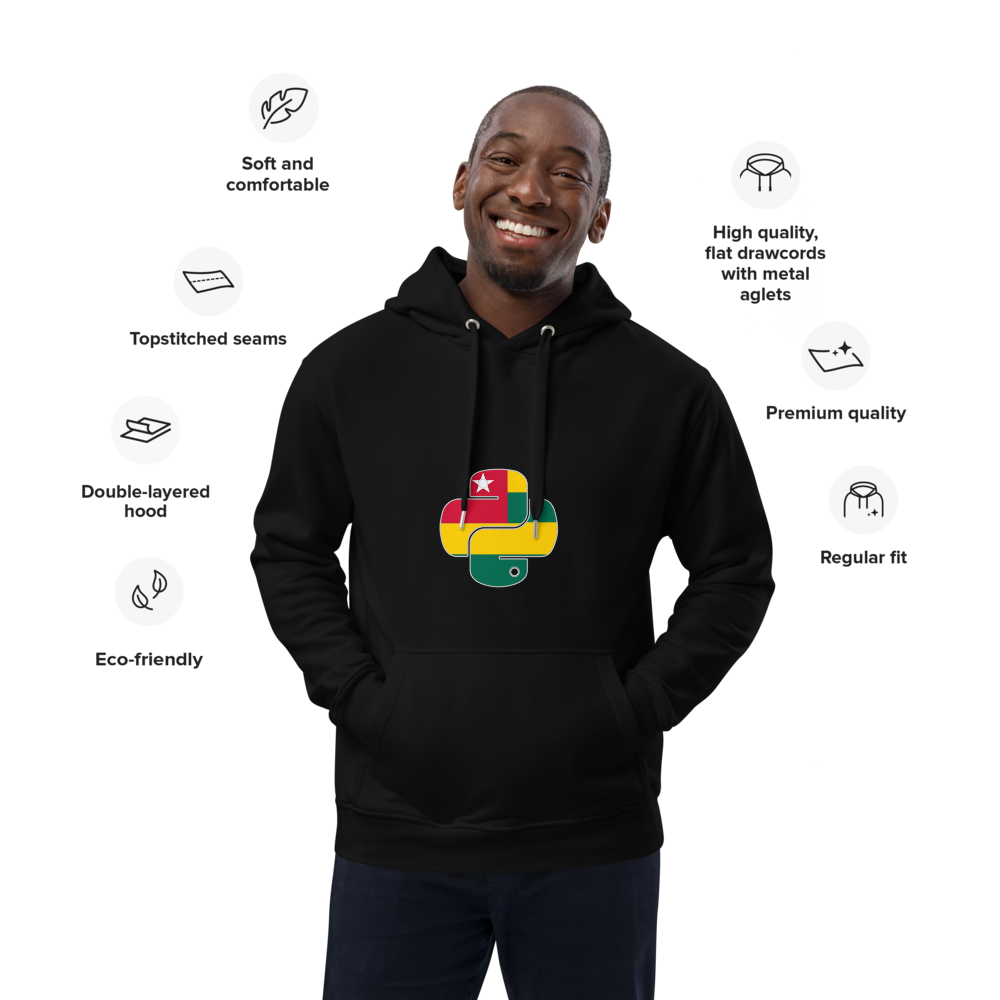 Soft and
comfortable
Topstitched seams
Double-layered
hood
Eco-friendly
High quality,
flat drawcords
with metal
aglets
Premium quality
Regular fit